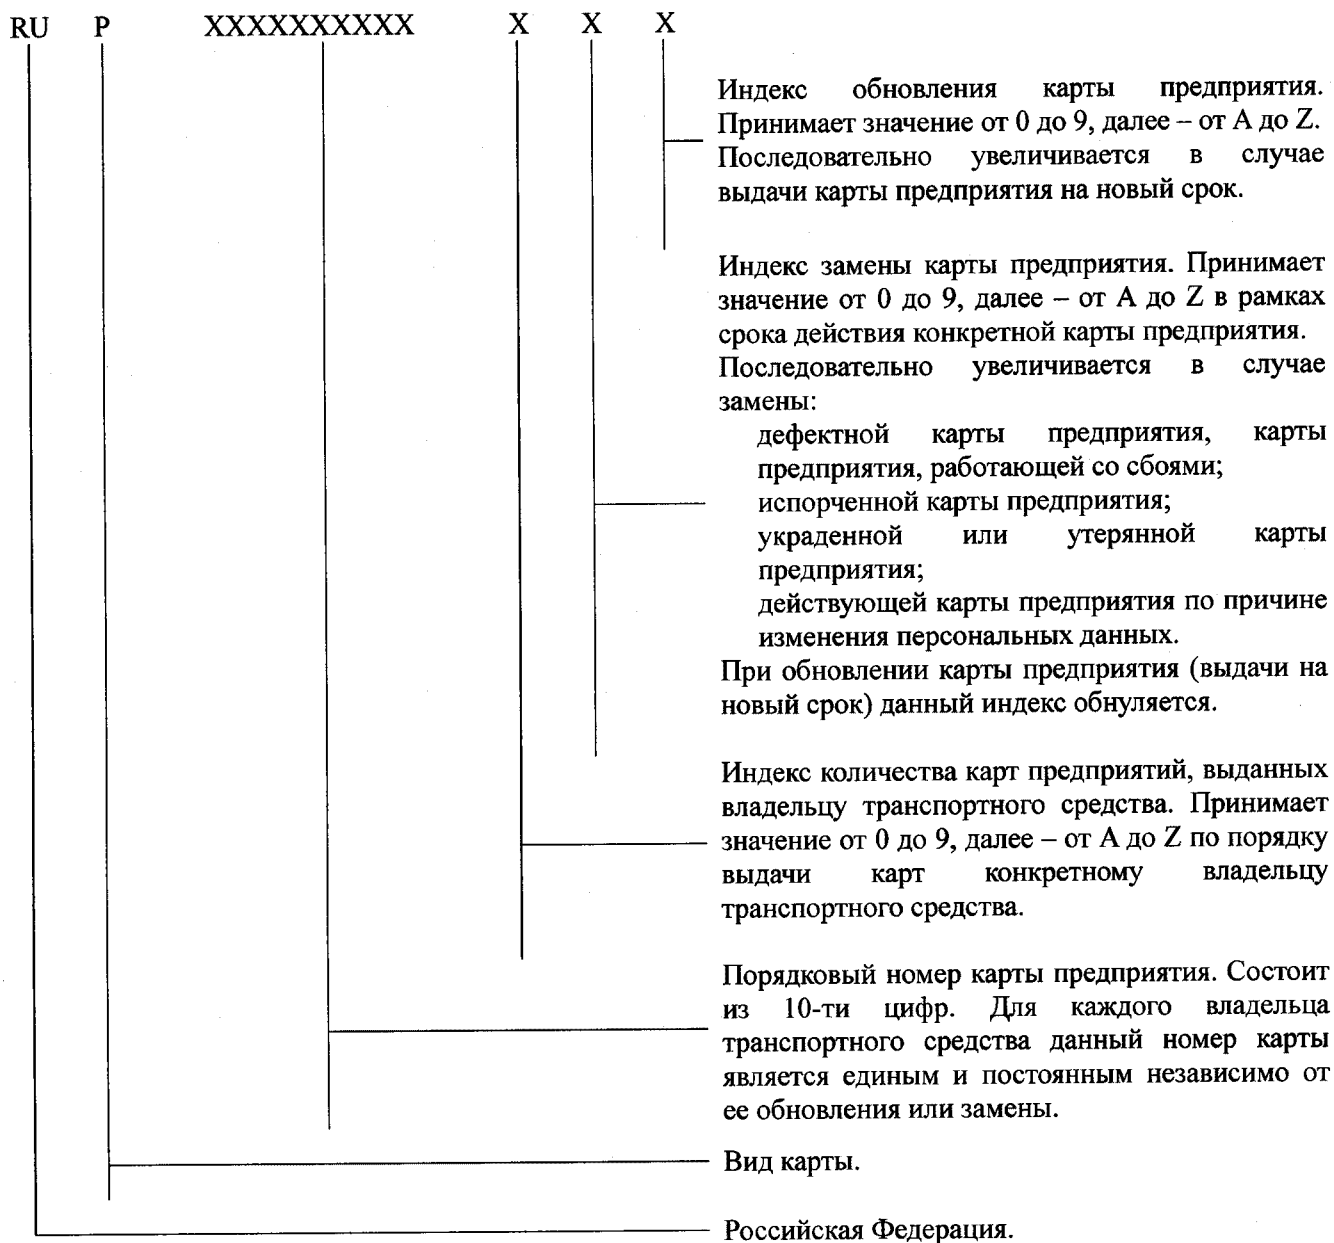 RU P XXXXXXXXXX X X X
Индекс обновления карты предприятия.
Принимает значение от 0 до 9, далее – от A до Z.
Последовательно увеличивается в случае
выдачи карты предприятия на новый срок.
Индекс замены карты предприятия. Принимает
значение от 0 до 9, далее – от A до Z в рамках
срока действия конкретной карты предприятия.
Последовательно увеличивается в случае
замены:
дефектной карты предприятия, карты
предприятия, работающей со сбоями;
испорченной карты предприятия;
украденной или утерянной карты
предприятия;
действующей карты предприятия по причине
изменения персональных данных.
При обновлении карты предприятия (выдачи на
новый срок) данный индекс обнуляется.
Индекс количества карт предприятий, выданных
владельцу транспортного средства. Принимает
значение от 0 до 9, далее – от A до Z по порядку
выдачи карт конкретному владельцу
транспортного средства.
Порядковый номер карты предприятия. Состоит
из 10-ти цифр. Для каждого владельца
транспортного средства данный номер карты
является единым и постоянным независимо от
ее обновления или замены.
Вид карты.
Российская Федерация.